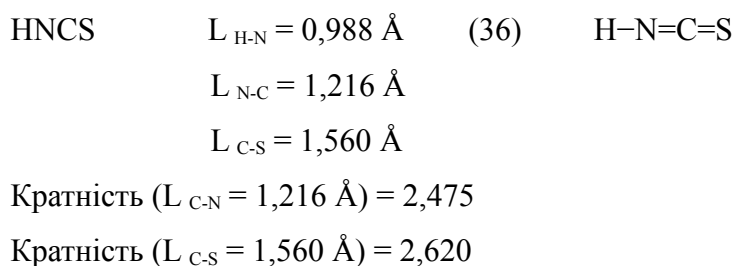 HNCS L H-N = 0,988 Å (36) H−N=C=S
L N-C = 1,216 Å
L C-S = 1,560 Å
Кратність (L C-N = 1,216 Å) = 2,475
Кратність (L C-S = 1,560 Å) = 2,620